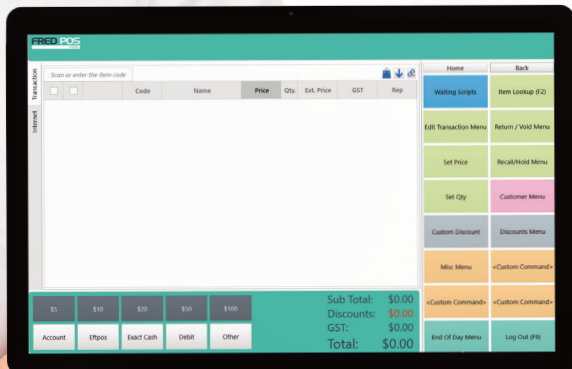 FRED POS
Transaction
Internet
Scan or enter the item code
Code Name Price Qty. Ext. Price GST Rep
Home Back
Waiting Scripts Item Lookup (F2)
Edit Transaction Menu Return / Void Menu
Set Price Recall/Hold Menu
Set Qty Customer Menu
Custom Discount Discounts Menu
Misc Menu <Custom Command>
<Custom Command> <Custom Command>
End Of Day Menu Log Out (F9)
$5 $10 $20 $50 $100
Account Eftpos Exact Cash Debit Other
Sub Total: $0.00
Discounts: $0.00
GST: $0.00
Total: $0.00